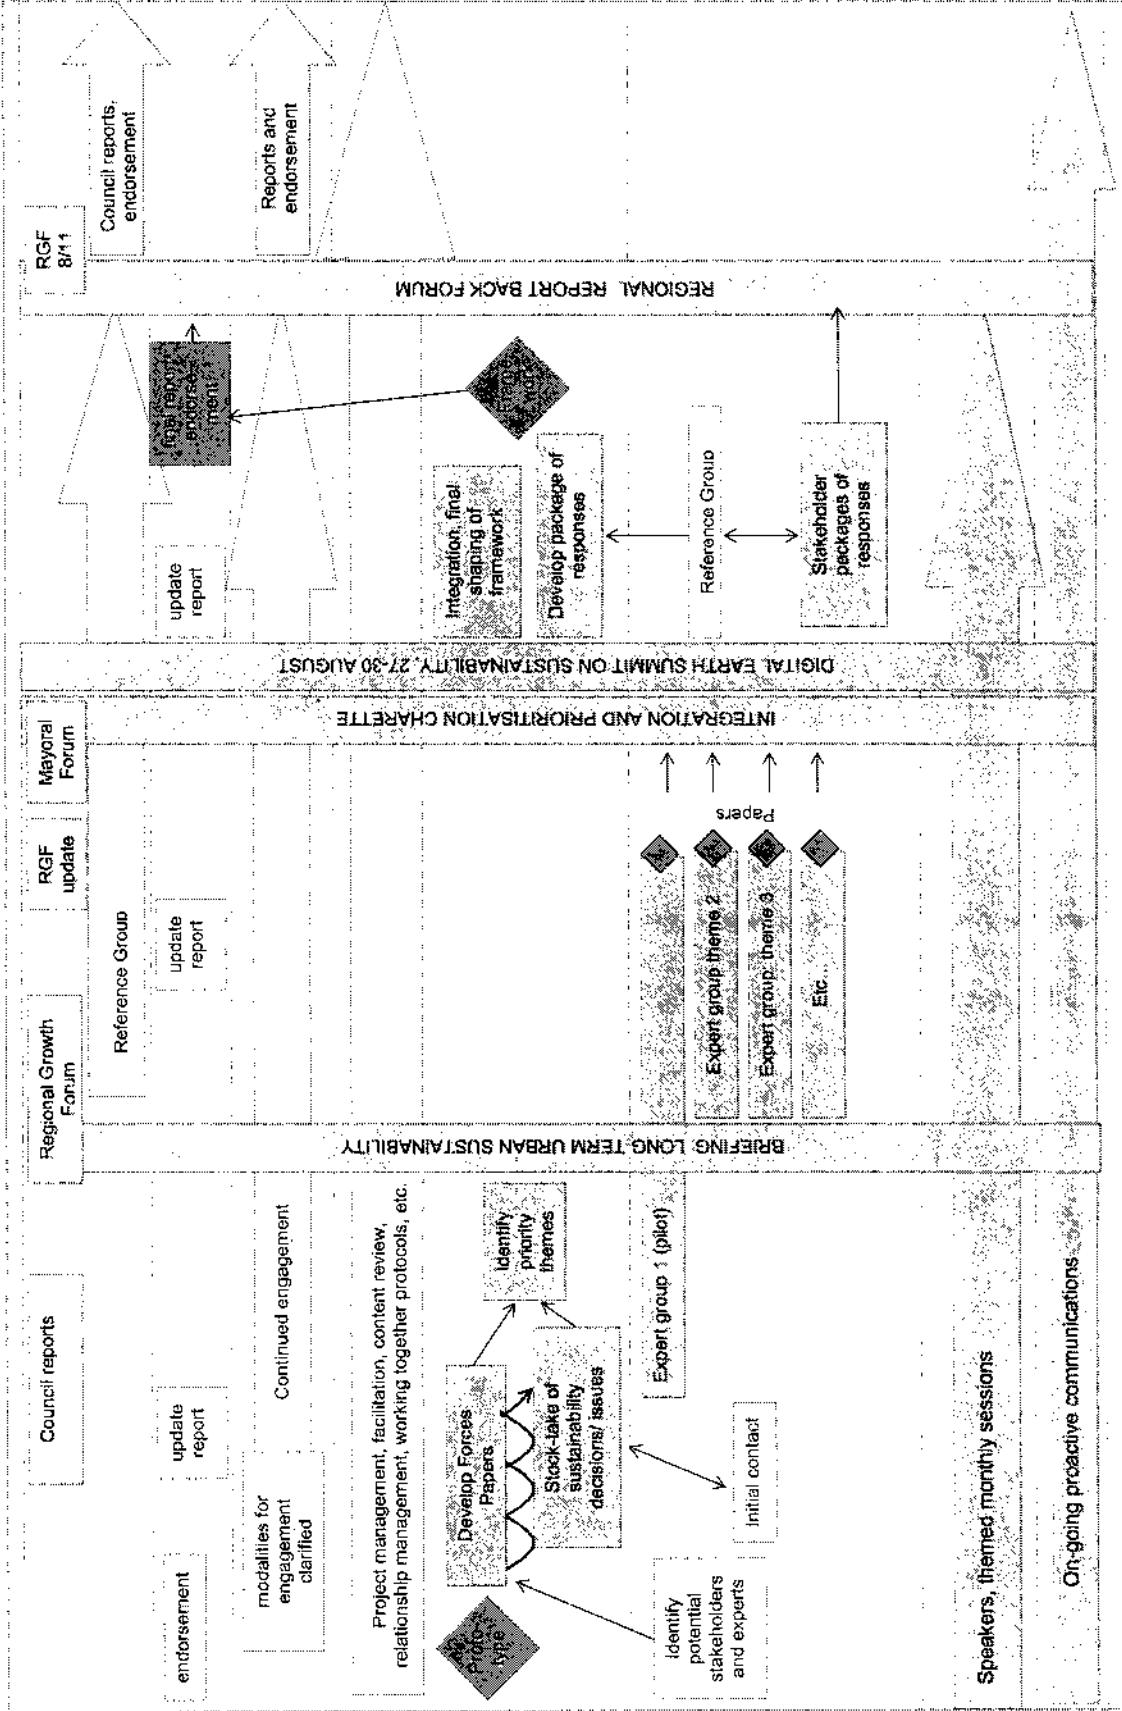 Council reports
Regional Growth
Forum
RGF
update
Mayoral
Forum
RGF
8/11
Reference Group
Council reports,
endorsement
endorsement
update
report
update
report
update
report
final report
endorse-
ment
modalities for
engagement
clarified
Continued engagement
Reports and
endorsement
Project management, facilitation, content review,
relationship management, working together protocols, etc.
Proto-
type
Develop Forces
Papers
Stock-take of
sustainability
decisions/ issues
Identify
priority
themes
BRIEFING LONG TERM URBAN SUSTAINABILITY
INTEGRATION AND PRIORITISATION CHARETTE
DIGITAL EARTH SUMMIT ON SUSTAINABILITY, 27-30 AUGUST
REGIONAL REPORT BACK FORUM
Integration, final
shaping of
framework
Develop package of
responses
Expert group 1 (pilot)
Expert group theme 2
Expert group: theme 3
Etc...
Papers
Reference Group
Stakeholder
packages of
responses
Identify
potential
stakeholders
and experts
Initial contact
Speakers, themed monthly sessions
On-going proactive communications